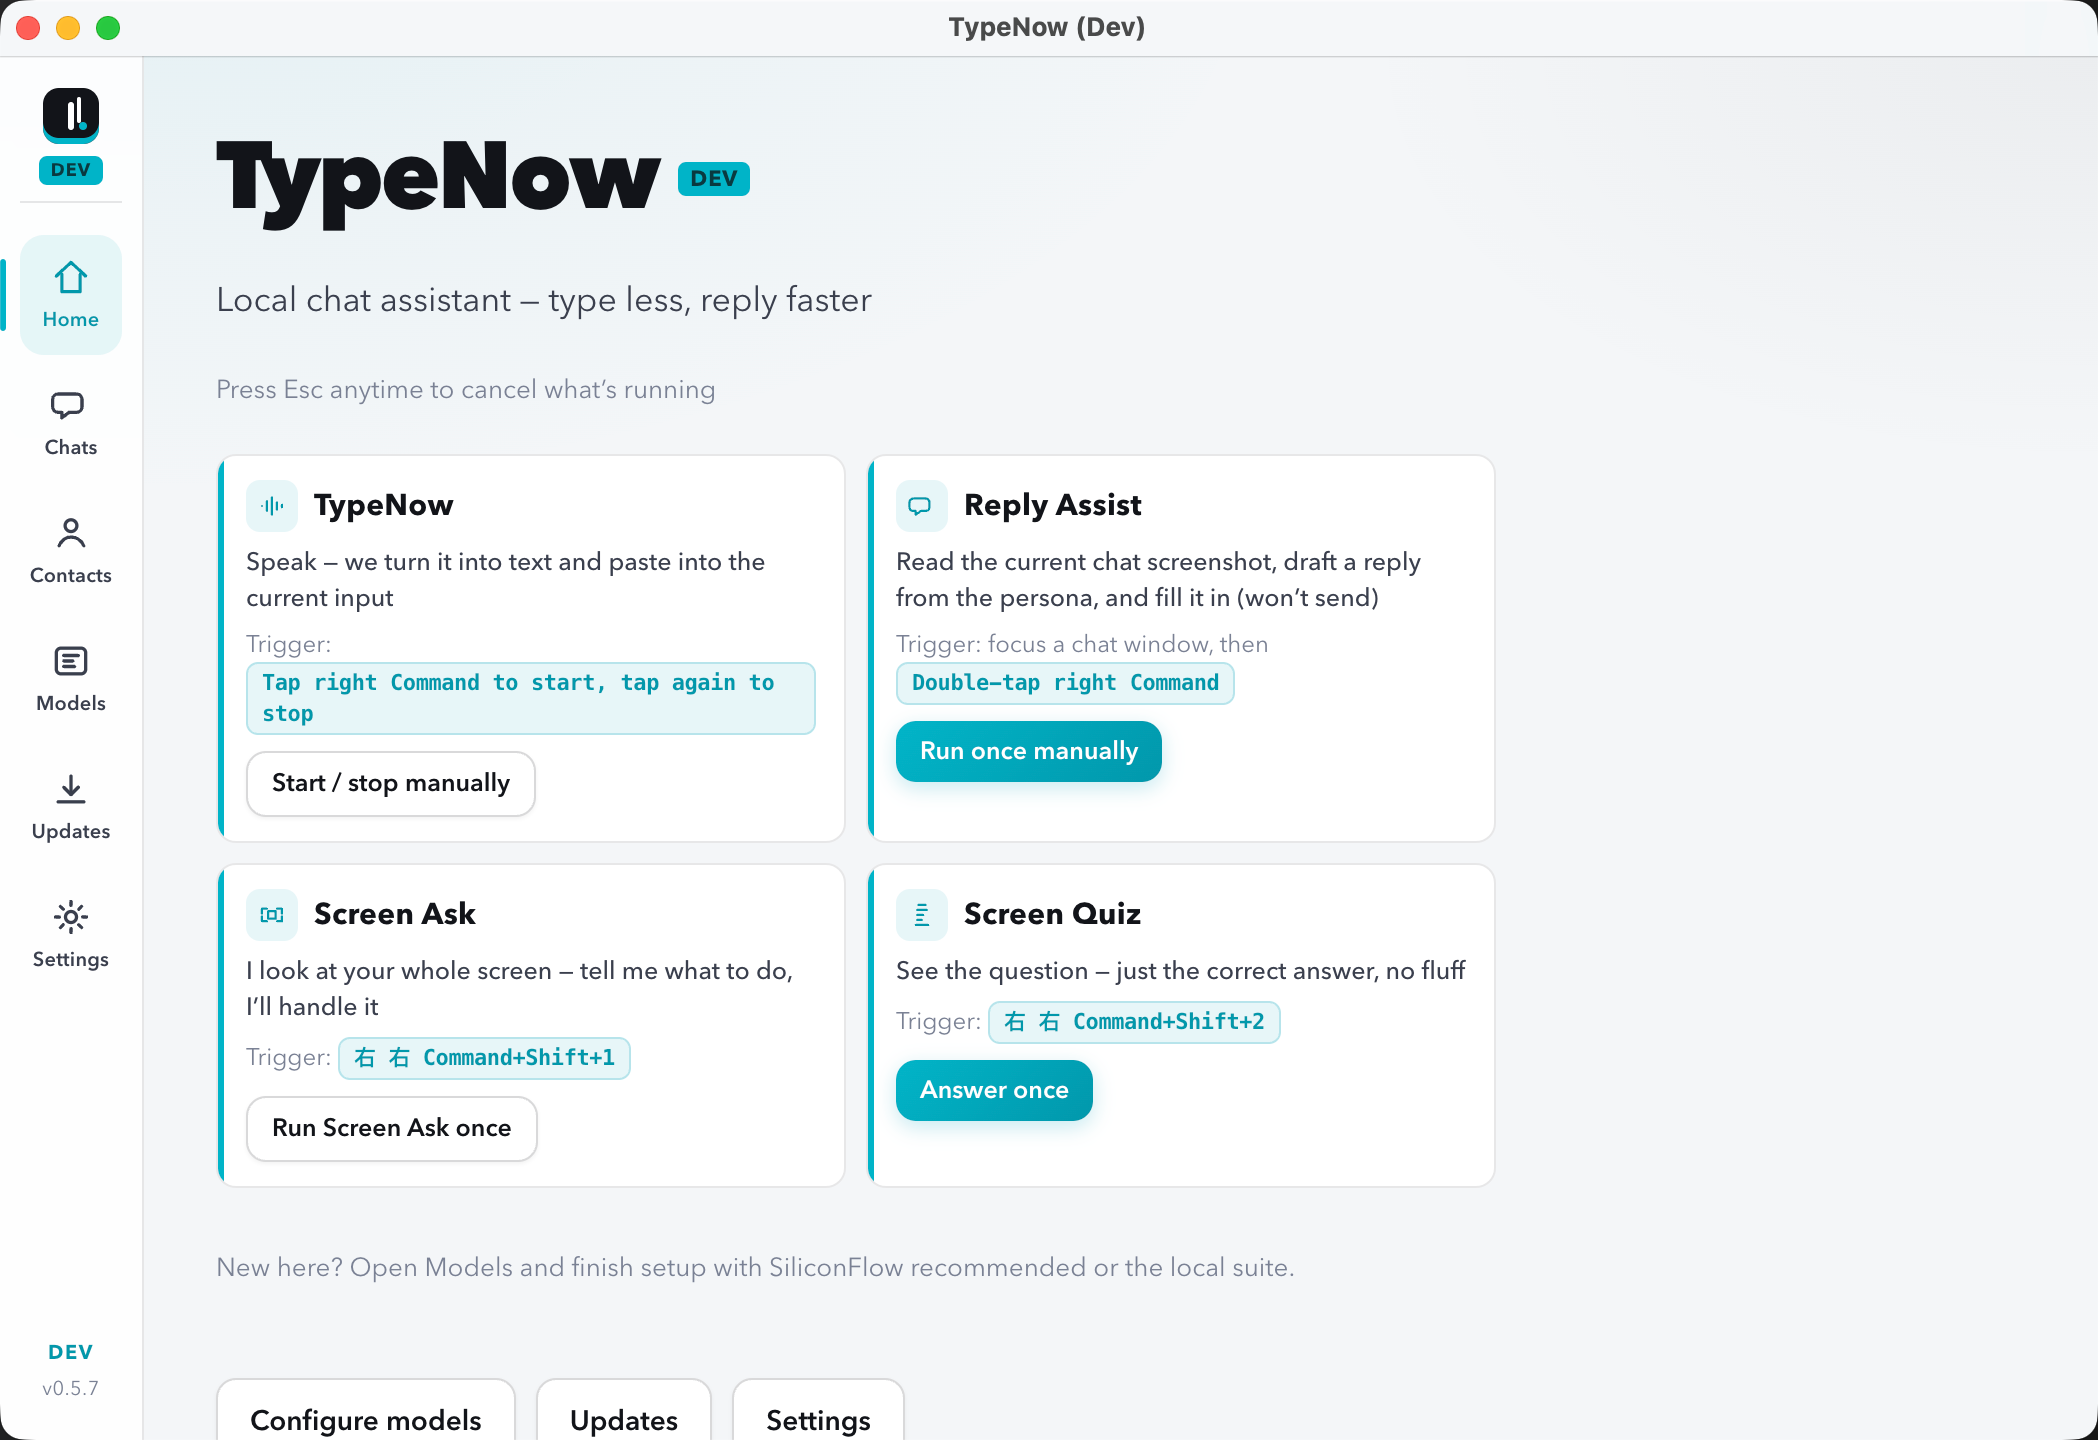 TypeNow (Dev)
DEV
Home
Chats
Contacts
Models
Updates
Settings
DEV
v0.5.7
TypeNow DEV
Local chat assistant – type less, reply faster
Press Esc anytime to cancel what’s running
TypeNow
Speak – we turn it into text and paste into the
current input
Trigger:
Tap right Command to start, tap again to
stop
Start / stop manually
Reply Assist
Read the current chat screenshot, draft a reply
from the persona, and fill it in (won’t send)
Trigger: focus a chat window, then
Double-tap right Command
Run once manually
Screen Ask
I look at your whole screen – tell me what to do,
I’ll handle it
Trigger: 右 右 Command+Shift+1
Run Screen Ask once
Screen Quiz
See the question – just the correct answer, no fluff
Trigger: 右 右 Command+Shift+2
Answer once
New here? Open Models and finish setup with SiliconFlow recommended or the local suite.
Configure models
Updates
Settings